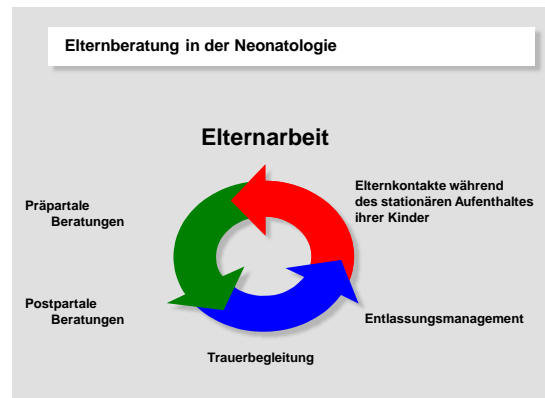 Elternberatung in der Neonatologie
Elternarbeit
Präpartale
Beratungen
Elternkontakte während
des stationären Aufenthaltes
ihrer Kinder
Postpartale
Beratungen
Entlassungsmanagement
Trauerbegleitung